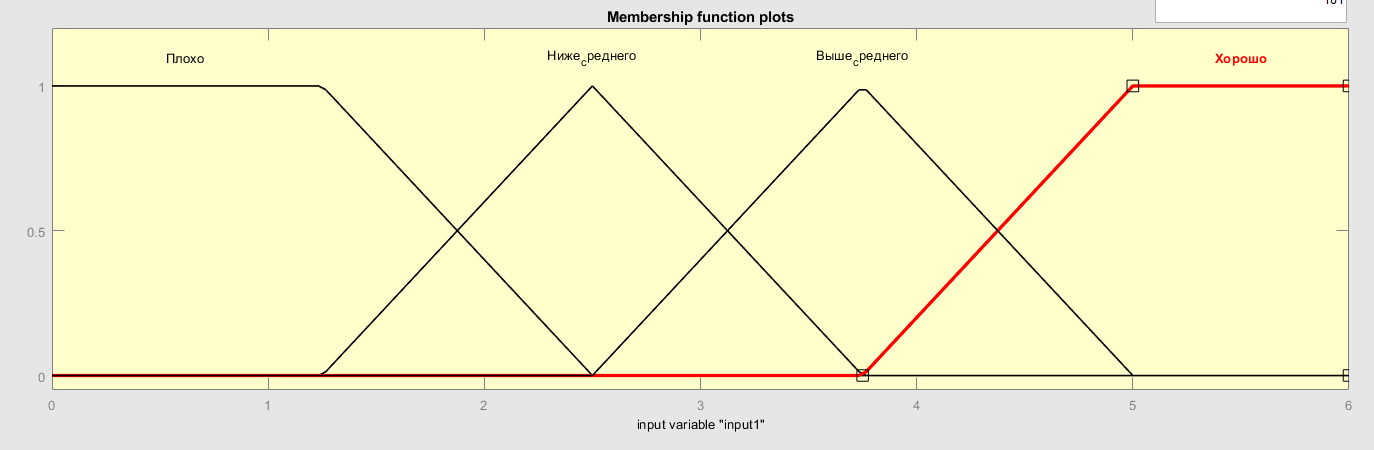 101
Membership function plots
Плохо
Ниже_среднего
Выше_среднего
Хорошо
1
0.5
0
0 1 2 3 4 5 6
input variable "input1"